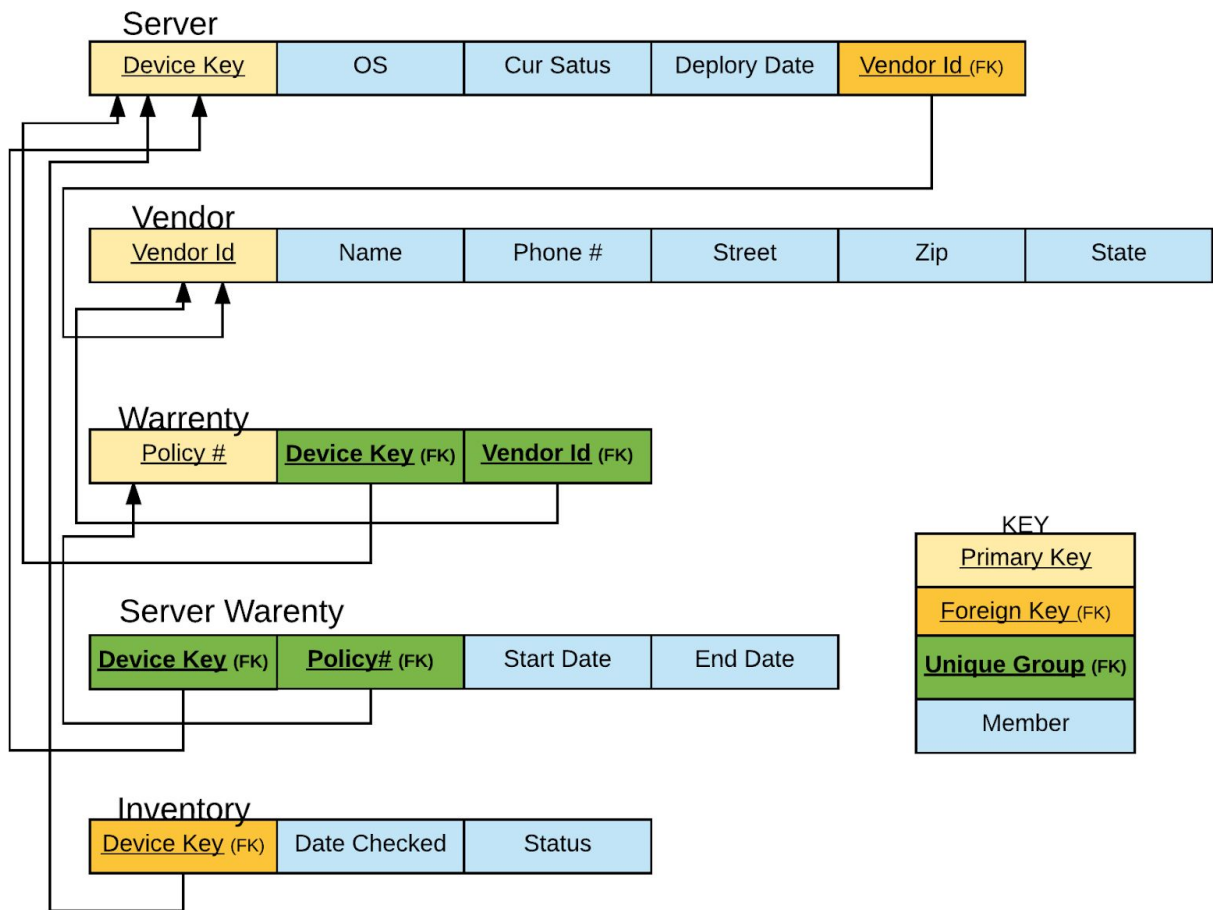 Server
Device Key OS Cur Satus Deplory Date Vendor Id (FK)
Vendor
Vendor Id Name Phone # Street Zip State
Warrenty
Policy # Device Key (FK) Vendor Id (FK)
KEY
Primary Key
Foreign Key (FK)
Unique Group (FK)
Member
Server Warenty
Device Key (FK) Policy# (FK) Start Date End Date
Inventory
Device Key (FK) Date Checked Status